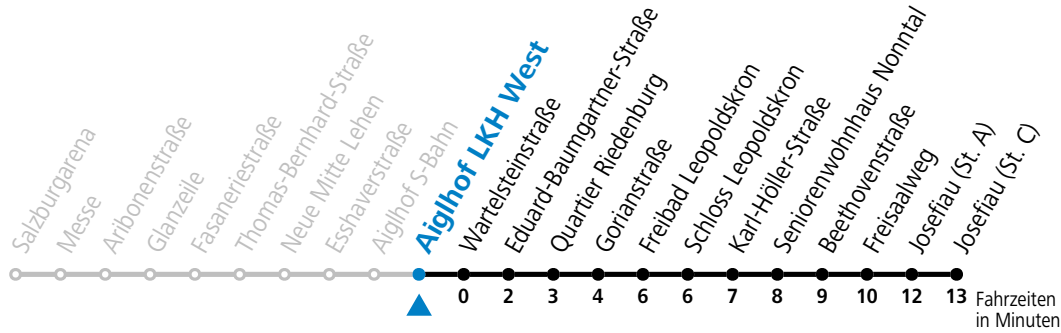 Salzburgarena
Messe
Aribonenstraße
Glanzeile
Fasaneriestraße
Thomas-Bernhard-Straße
Neue Mitte Lehen
Esshaverstraße
Aiglhof S-Bahn
Aiglhof LKH West
Wartelsteinstraße
Eduard-Baumgartner-Straße
Quartier Riedenburg
Gorianstraße
Freibad Leopoldskron
Schloss Leopoldskron
Karl-Höller-Straße
Seniorenwohnhaus Nonntal
Beethovenstraße
Freisaalweg
Josefiau (St. A)
Josefiau (St. C)
0 2 3 4 6 6 7 8 9 10 12 13 Fahrzeiten
in Minuten